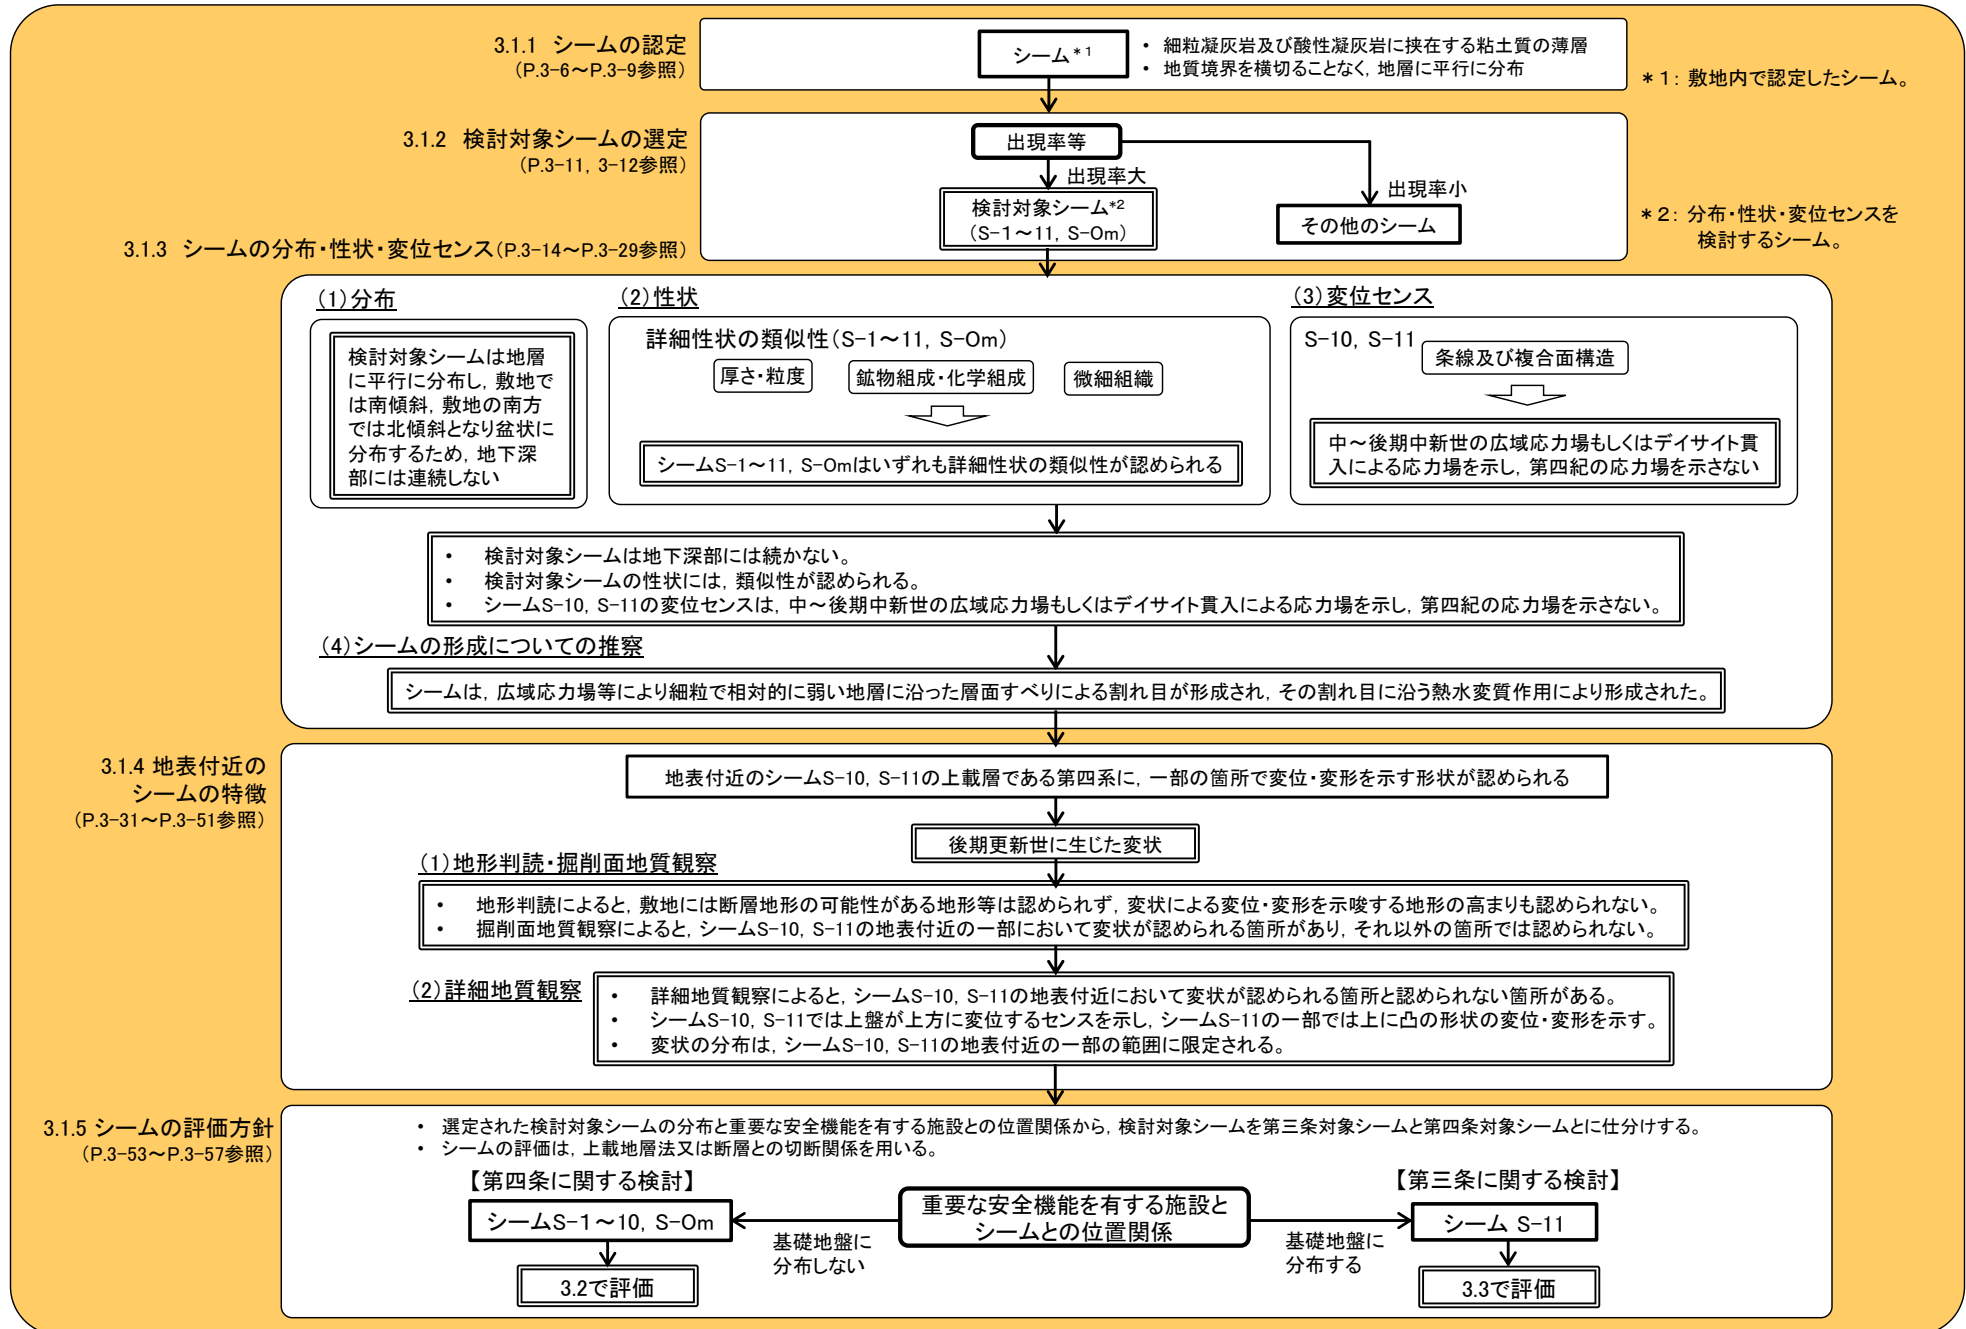 3.1.1 シームの認定
(P.3-6～P.3-9参照)
シーム*1
• 細粒凝灰岩及び酸性凝灰岩に挟在する粘土質の薄層
• 地質境界を横切ることなく，地層に平行に分布
＊1：敷地内で認定したシーム。
3.1.2 検討対象シームの選定
(P.3-11，3-12参照)
出現率等
出現率大
出現率小
検討対象シーム*2
(S-1～11，S-Om)
その他のシーム
＊2：分布・性状・変位センスを
検討するシーム。
3.1.3 シームの分布・性状・変位センス(P.3-14～P.3-29参照)
(1)分布
検討対象シームは地層
に平行に分布し，敷地で
は南傾斜，敷地の南方
では北傾斜となり盆状に
分布するため，地下深
部には連続しない
(2)性状
詳細性状の類似性(S-1～11，S-Om)
厚さ・粒度
鉱物組成・化学組成
微細組織
シームS-1～11，S-Omはいずれも詳細性状の類似性が認められる
(3)変位センス
S-10，S-11
条線及び複合面構造
中～後期中新世の広域応力場もしくはデイサイト貫
入による応力場を示し，第四紀の応力場を示さない
• 検討対象シームは地下深部には続かない。
• 検討対象シームの性状には，類似性が認められる。
• シームS-10，S-11の変位センスは，中～後期中新世の広域応力場もしくはデイサイト貫入による応力場を示し，第四紀の応力場を示さない。
(4)シームの形成についての推察
シームは，広域応力場等により細粒で相対的に弱い地層に沿った層面すべりによる割れ目が形成され，その割れ目に沿う熱水変質作用により形成された。
3.1.4 地表付近の
シームの特徴
(P.3-31～P.3-51参照)
地表付近のシームS-10，S-11の上載層である第四系に，一部の箇所で変位・変形を示す形状が認められる
後期更新世に生じた変状
(1)地形判読・掘削面地質観察
• 地形判読によると，敷地には断層地形の可能性がある地形等は認められず，変状による変位・変形を示唆する地形の高まりも認められない。
• 掘削面地質観察によると，シームS-10，S-11の地表付近の一部において変状が認められる箇所があり，それ以外の箇所では認められない。
(2)詳細地質観察
• 詳細地質観察によると，シームS-10，S-11の地表付近において変状が認められる箇所と認められない箇所がある。
• シームS-10，S-11では上盤が上方に変位するセンスを示し，シームS-11の一部では上に凸の形状の変位・変形を示す。
• 変状の分布は，シームS-10，S-11の地表付近の一部の範囲に限定される。
3.1.5 シームの評価方針
(P.3-53～P.3-57参照)
• 選定された検討対象シームの分布と重要な安全機能を有する施設との位置関係から，検討対象シームを第三条対象シームと第四条対象シームとに仕分けする。
• シームの評価は，上載地層法又は断層との切断関係を用いる。
【第四条に関する検討】
【第三条に関する検討】
シームS-1～10，S-Om
重要な安全機能を有する施設と
シームとの位置関係
シーム S-11
基礎地盤に
分布しない
基礎地盤に
分布する
3.2で評価
3.3で評価